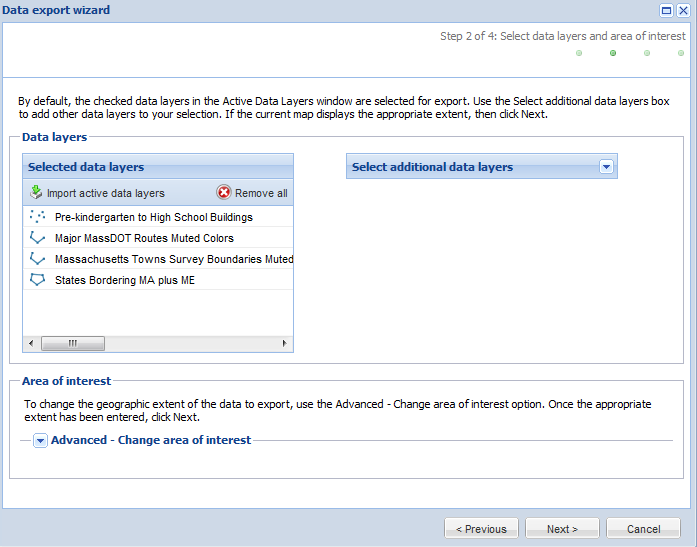 Data export wizard
Step 2 of 4: Select data layers and area of interest
By default, the checked data layers in the Active Data Layers window are selected for export. Use the Select additional data layers box
to add other data layers to your selection. If the current map displays the appropriate extent, then click Next.
Data layers
Selected data layers
Select additional data layers
Import active data layers
Remove all
Pre-kindergarten to High School Buildings
Major MassDOT Routes Muted Colors
Massachusetts Towns Survey Boundaries Muted
States Bordering MA plus ME
Area of interest
To change the geographic extent of the data to export, use the Advanced - Change area of interest option. Once the appropriate
extent has been entered, click Next.
Advanced - Change area of interest
< Previous
Next >
Cancel